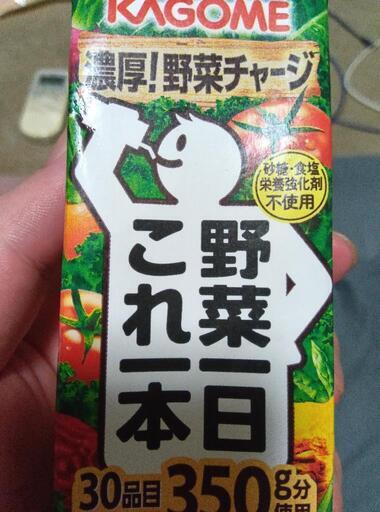 KAGOME
濃厚!野菜チャージ
砂糖・食塩
栄養強化剤
不使用
野菜一日
これ一本
30品目350g分
使用